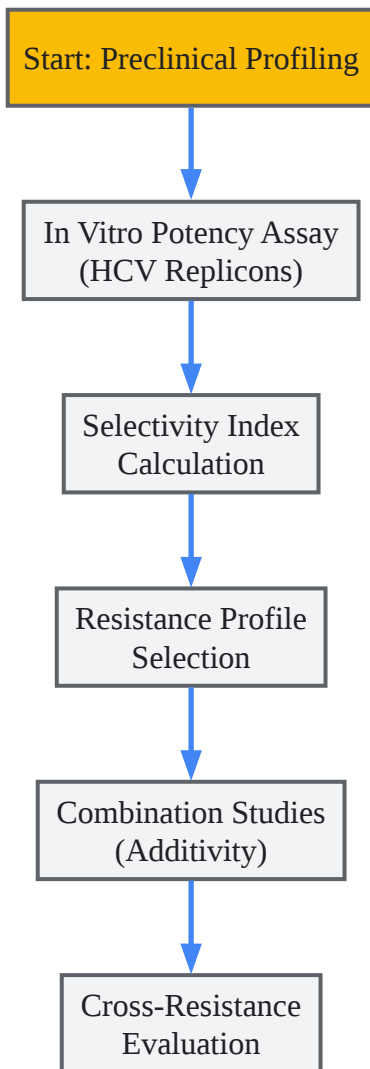 Start: Preclinical Profiling
In Vitro Potency Assay
(HCV Replicons)
Selectivity Index
Calculation
Resistance Profile
Selection
Combination Studies
(Additivity)
Cross-Resistance
Evaluation